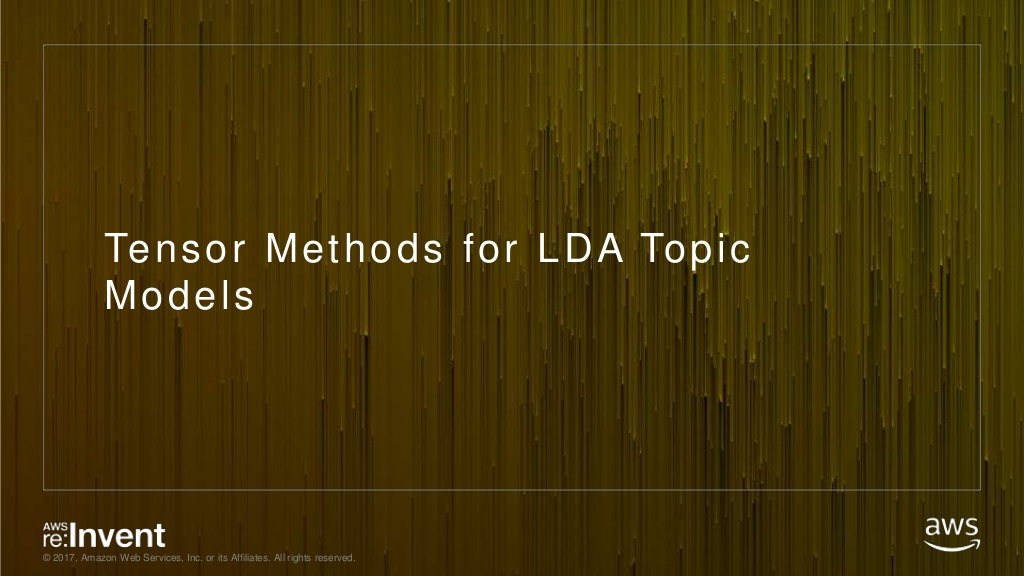 Tensor Methods for LDA Topic
Models
AWS
re:Invent
© 2017, Amazon Web Services, Inc. or its Affiliates. All rights reserved.
aws